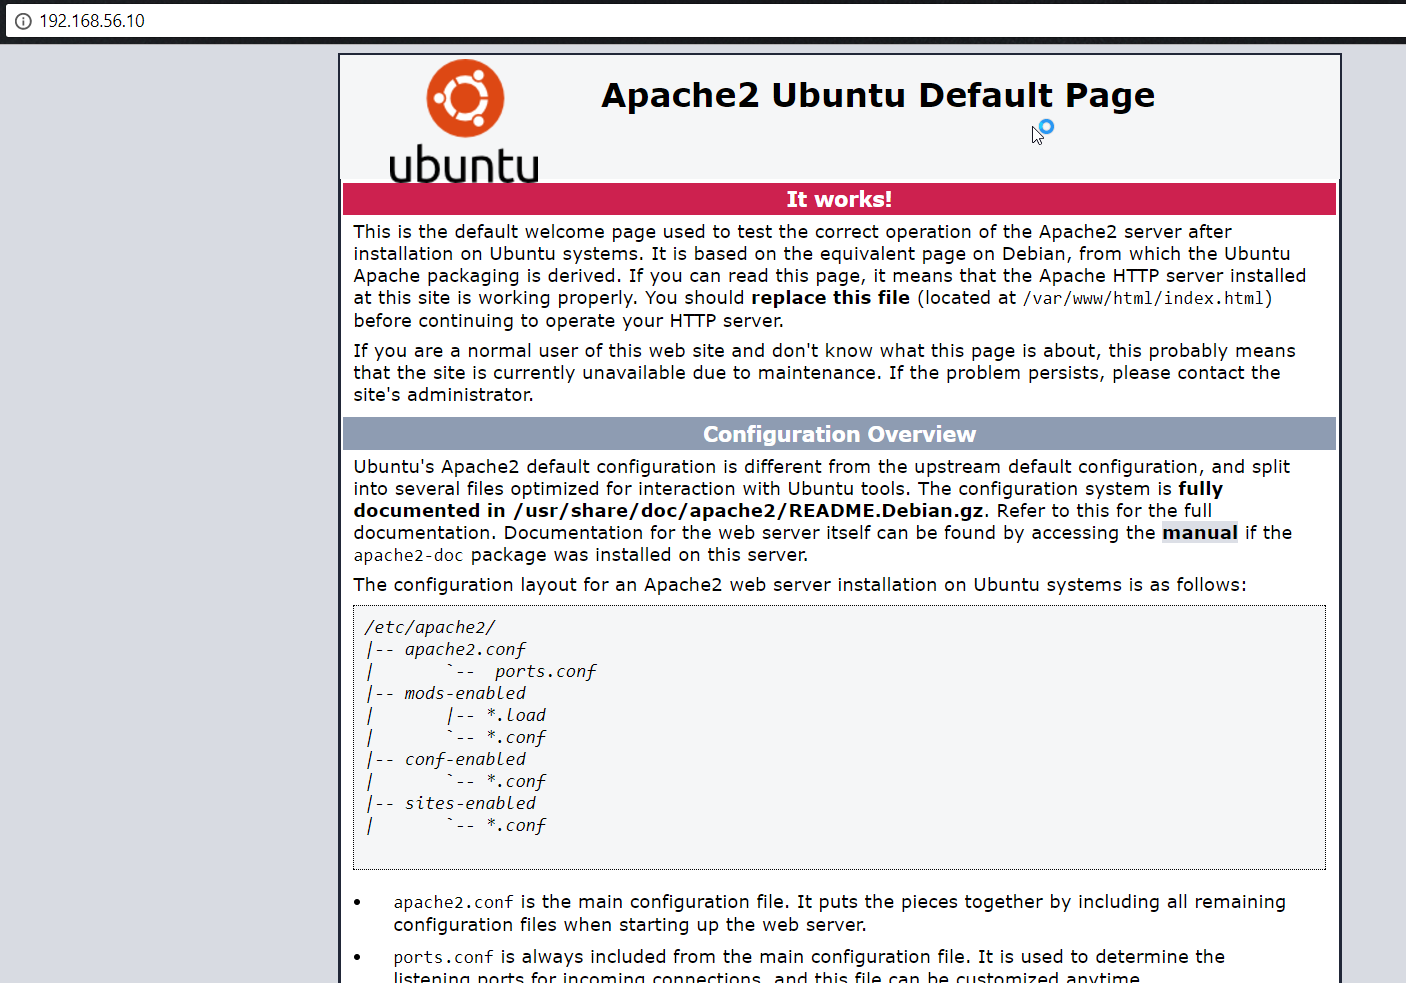 192.168.56.10
Apache2 Ubuntu Default Page
ubuntu
It works!
This is the default welcome page used to test the correct operation of the Apache2 server after
installation on Ubuntu systems. It is based on the equivalent page on Debian, from which the Ubuntu
Apache packaging is derived. If you can read this page, it means that the Apache HTTP server installed
at this site is working properly. You should replace this file (located at /var/www/html/index.html)
before continuing to operate your HTTP server.
If you are a normal user of this web site and don't know what this page is about, this probably means
that the site is currently unavailable due to maintenance. If the problem persists, please contact the
site's administrator.
Configuration Overview
Ubuntu's Apache2 default configuration is different from the upstream default configuration, and split
into several files optimized for interaction with Ubuntu tools. The configuration system is fully
documented in /usr/share/doc/apache2/README.Debian.gz. Refer to this for the full
documentation. Documentation for the web server itself can be found by accessing the manual if the
apache2-doc package was installed on this server.
The configuration layout for an Apache2 web server installation on Ubuntu systems is as follows:
/etc/apache2/
|-- apache2.conf
|       `--  ports.conf
|-- mods-enabled
|       |-- *.load
|       `-- *.conf
|-- conf-enabled
|       `-- *.conf
|-- sites-enabled
|       `-- *.conf
• apache2.conf is the main configuration file. It puts the pieces together by including all remaining
configuration files when starting up the web server.
• ports.conf is always included from the main configuration file. It is used to determine the
listening ports for incoming connections, and this file can be customized anytime.